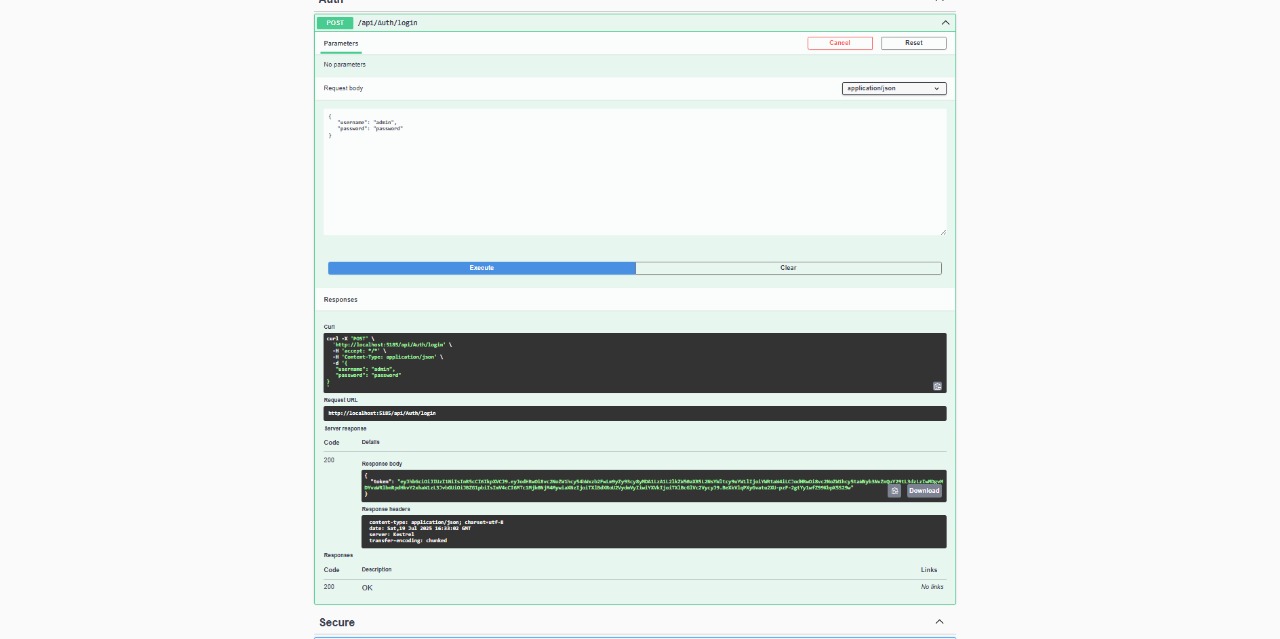 Auth
POST /api/Auth/login
Parameters
Cancel
Reset
No parameters
Request body
application/json
{
"username": "admin",
"password": "password"
}
Execute
Clear
Responses
Curl
curl -X 'POST' \
'http://localhost:5185/api/Auth/login' \
-H 'accept: */*' \
-H 'Content-Type: application/json' \
-d '{
"username": "admin",
"password": "password"
}
'
Request URL
http://localhost:5185/api/Auth/login
Server response
Code Details
200
Response body
{
"token":
}
Download
Response headers
content-type: application/json; charset=utf-8
date: Sat,19 Jul 2025 16:33:02 GMT
server: Kestrel
transfer-encoding: chunked
Responses
Code Description Links
200 OK No links
Secure